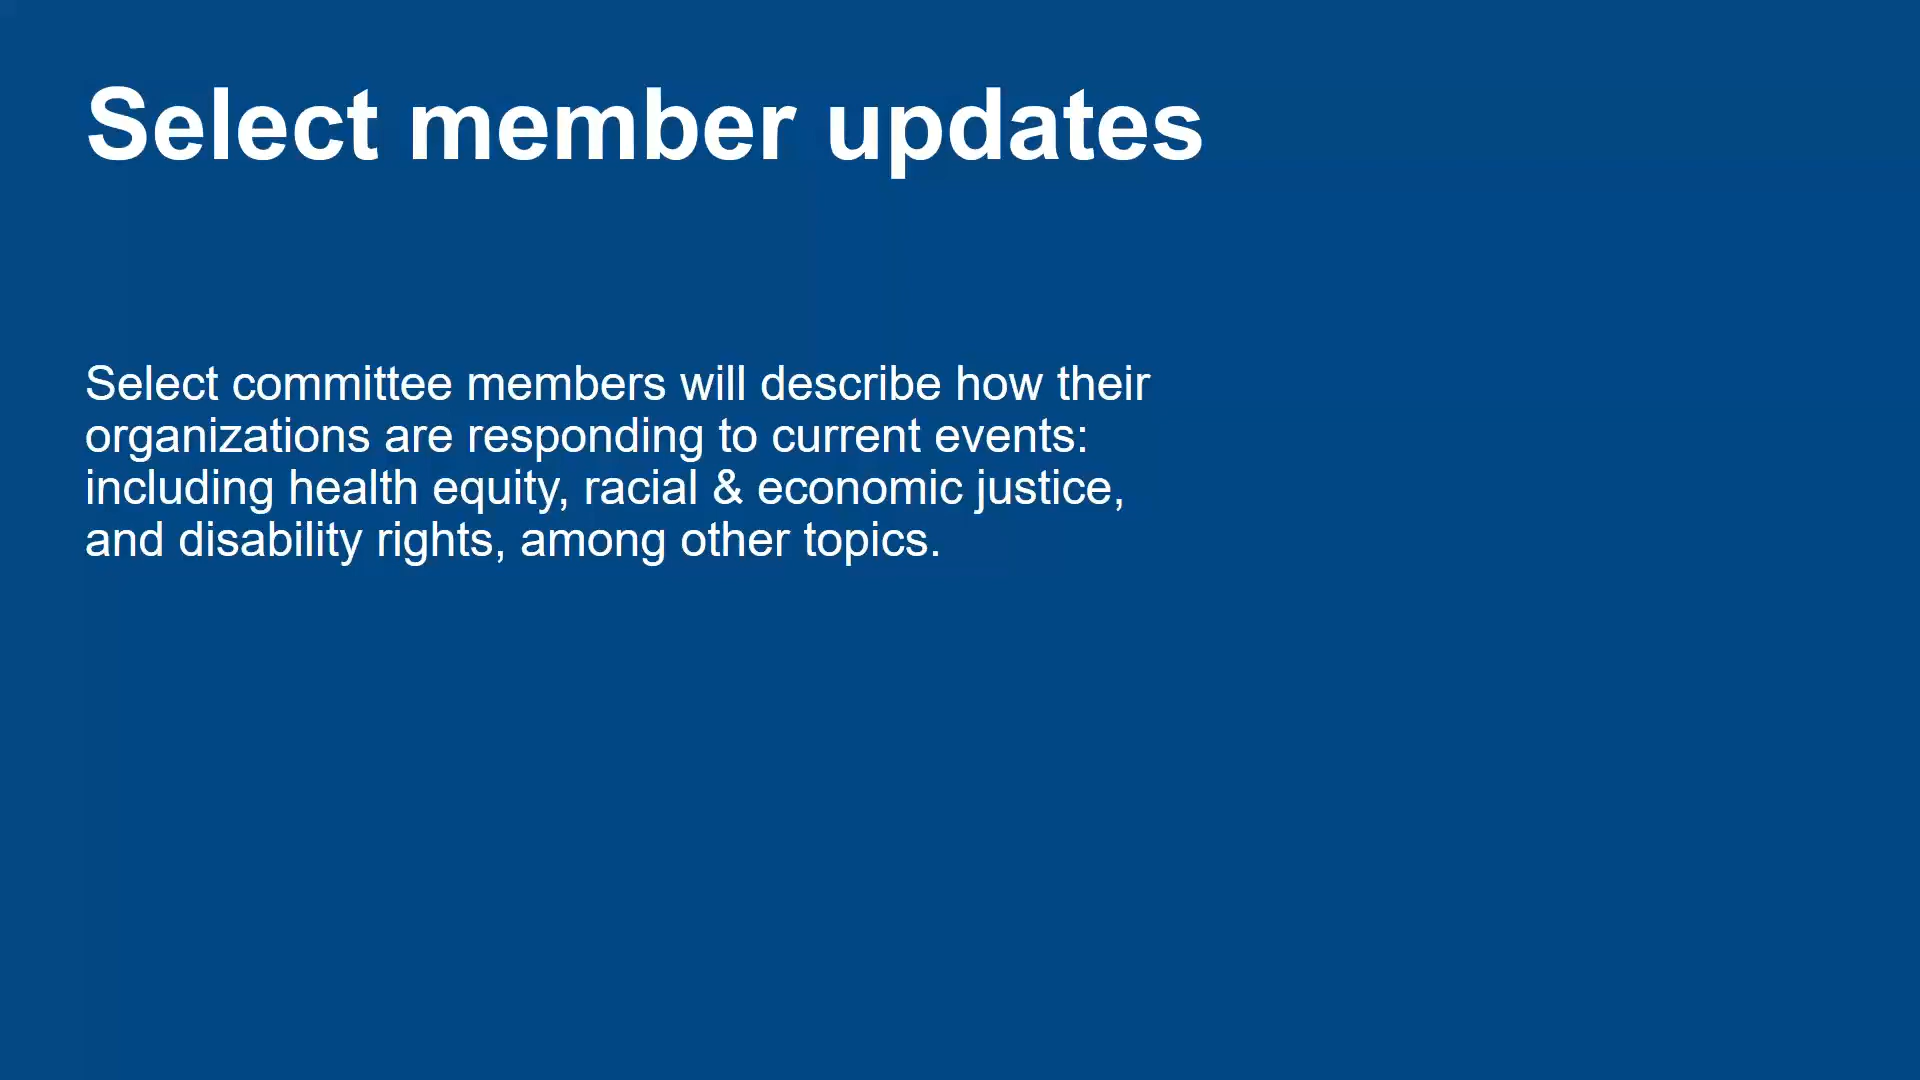 Select member updates
Select committee members will describe how their
organizations are responding to current events:
including health equity, racial & economic justice,
and disability rights, among other topics.